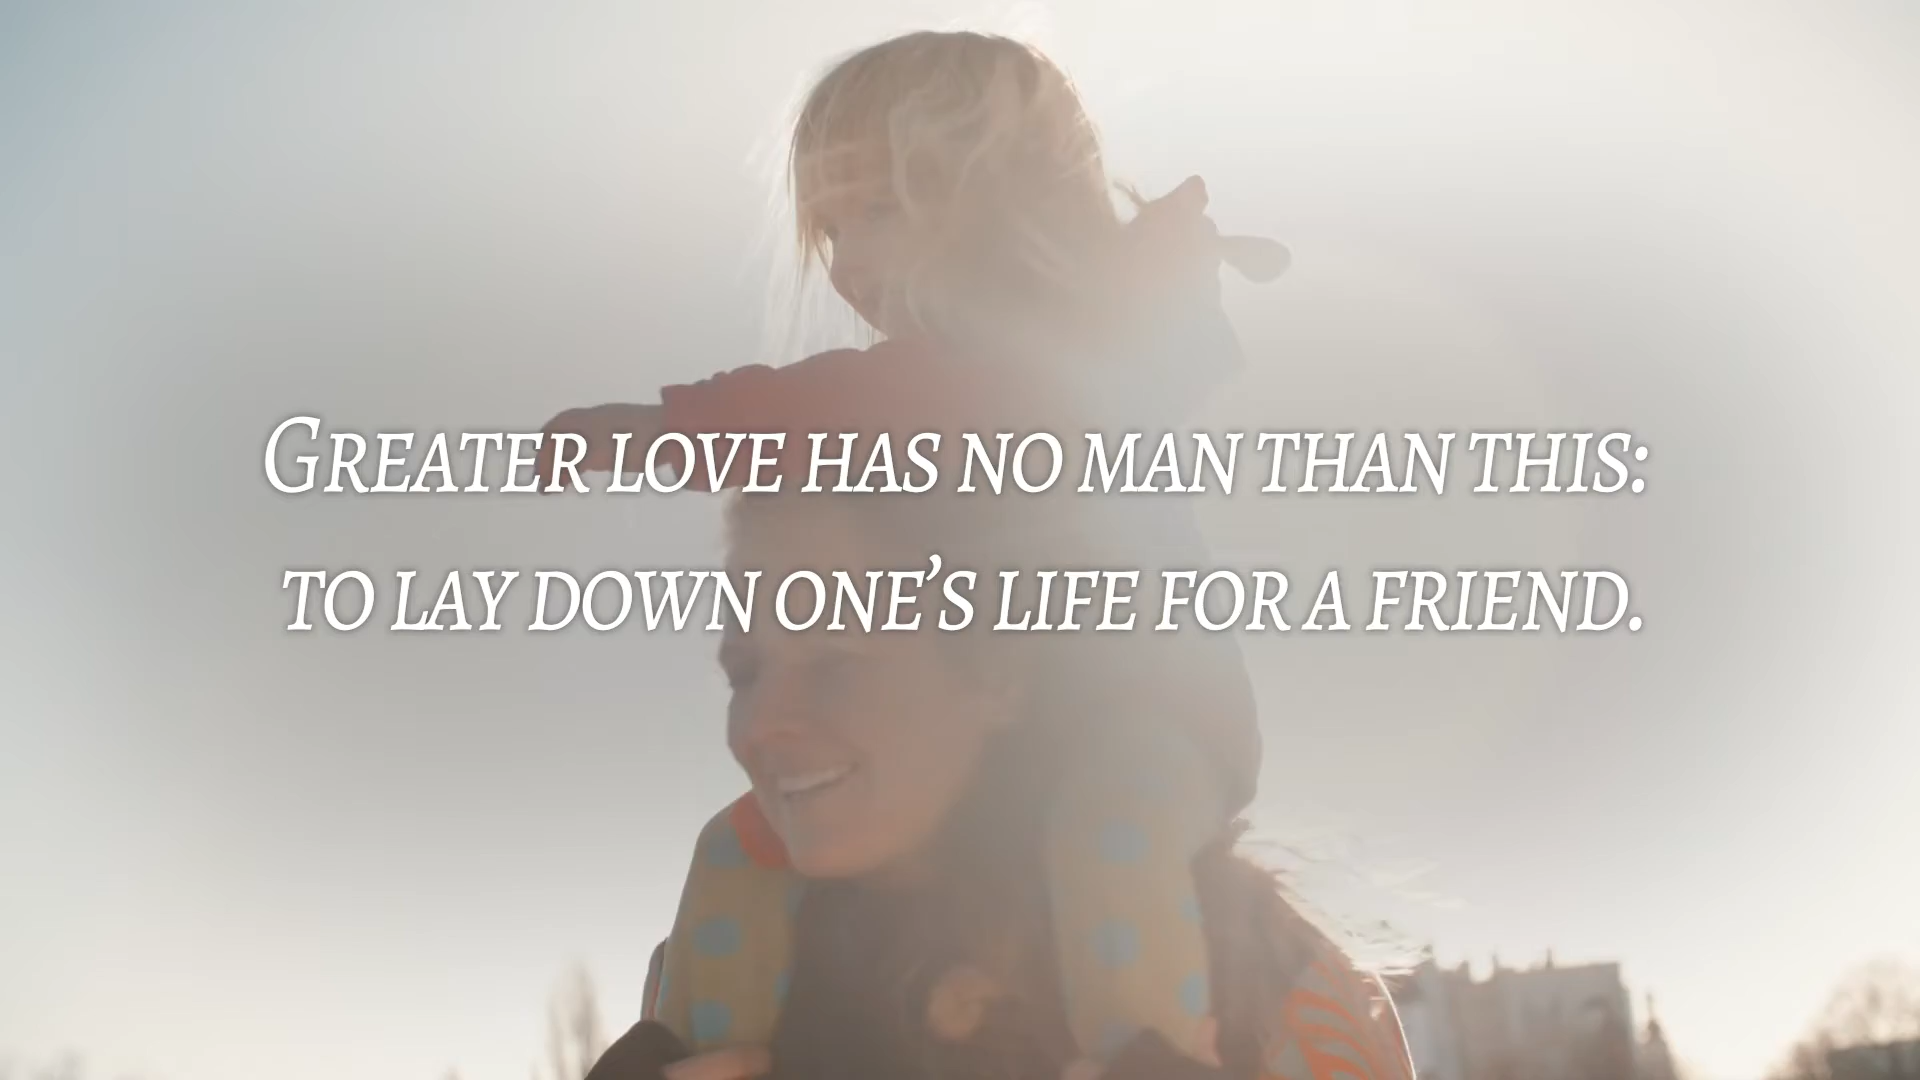 Greater love has no man than this:
to lay down one’s life for a friend.